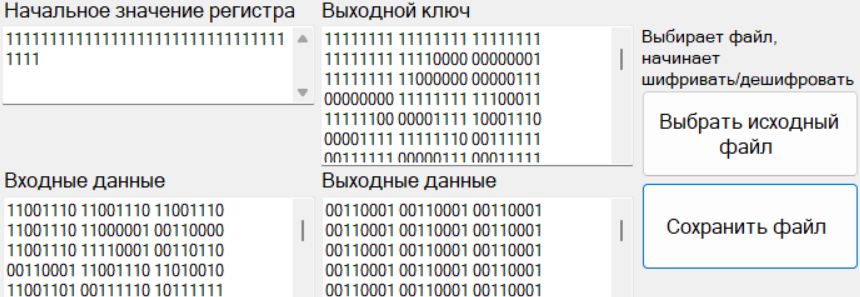 Начальное значение регистра
11111111111111111111111111111111
1111
Выходной ключ
11111111 11111111 11111111
11111111 11110000 00000001
11111111 11000000 00000111
00000000 11111111 11100011
11111100 00001111 10001110
00001111 11111110 00111111
00111111 00000111 00011111
Выбирает файл,
начинает
шифривать/дешифровать
Выбрать исходный
файл
Сохранить файл
Входные данные
11001110 11001110 11001110
11001110 11000001 00110000
11001110 11110001 00110110
00110001 11001110 11010010
11001101 00111110 10111111
Выходные данные
00110001 00110001 00110001
00110001 00110001 00110001
00110001 00110001 00110001
00110001 00110001 00110001
00110001 00110001 00110001